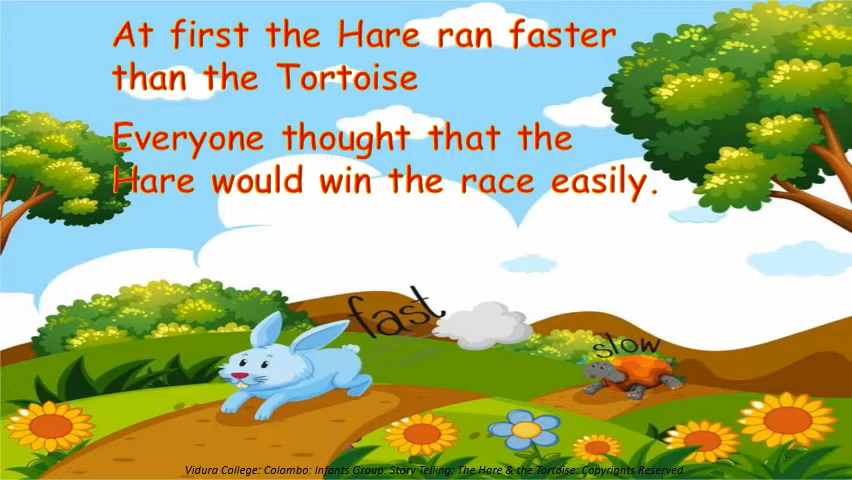 At first the Hare ran faster
than the Tortoise
Everyone thought that the
Hare would win the race easily.
fast
slow
Vidura College: Colombo: Infants Group: Story Telling: The Hare & the Tortoise: Copyrights Reserved